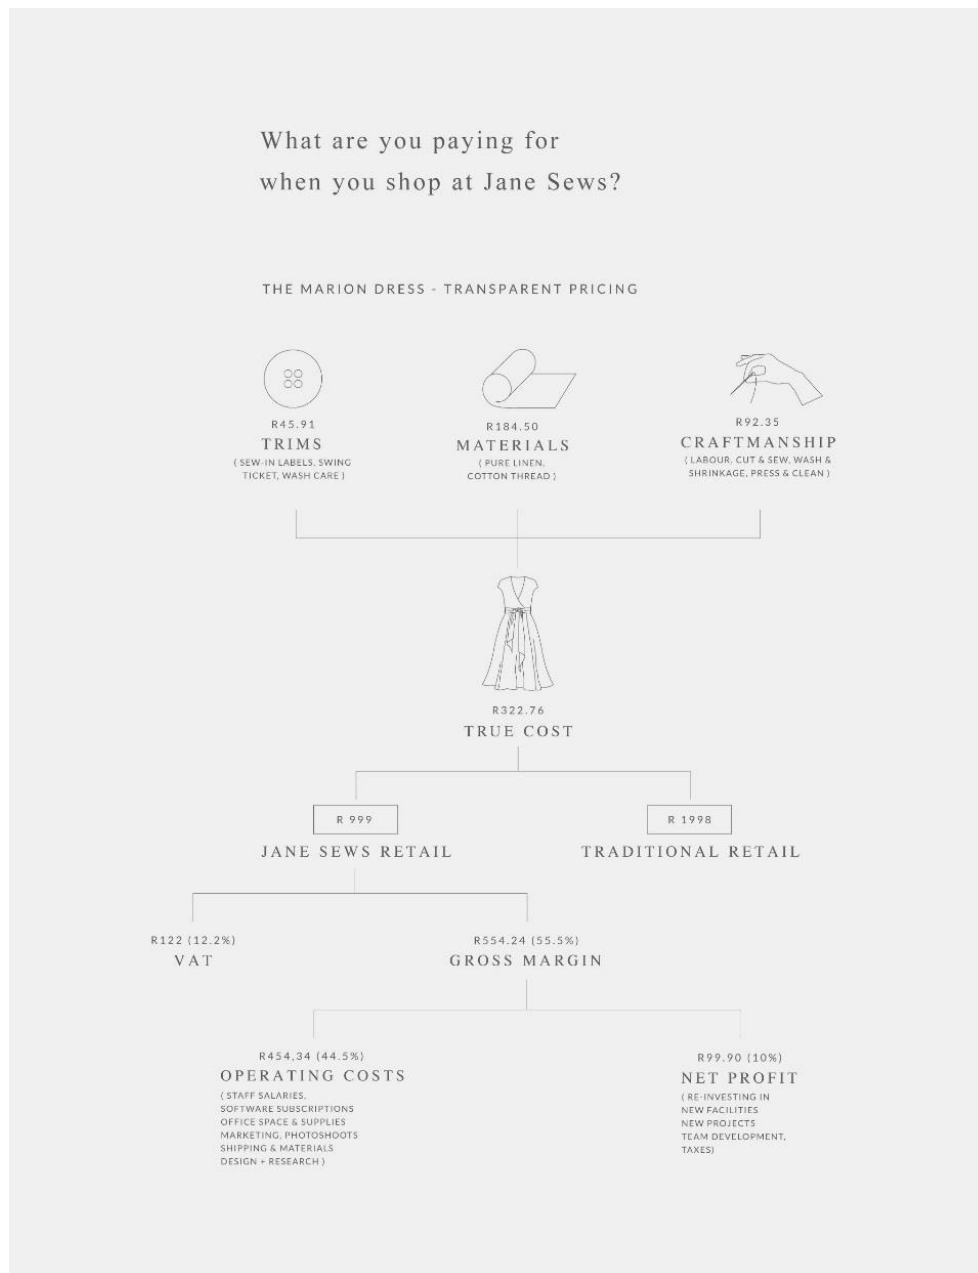 What are you paying for
when you shop at Jane Sews?
THE MARION DRESS - TRANSPARENT PRICING
R45.91
TRIMS
( SEW-IN LABELS, SWING
TICKET, WASH CARE )
R184.50
MATERIALS
( PURE LINEN,
COTTON THREAD )
R92.35
CRAFTMANSHIP
( LABOUR, CUT & SEW, WASH &
SHRINKAGE, PRESS & CLEAN )
R322.76
TRUE COST
R 999
JANE SEWS RETAIL
R 1998
TRADITIONAL RETAIL
R122 (12.2%)
VAT
R554.24 (55.5%)
GROSS MARGIN
R454,34 (44.5%)
OPERATING COSTS
( STAFF SALARIES,
SOFTWARE SUBSCRIPTIONS
OFFICE SPACE & SUPPLIES
MARKETING, PHOTOSHOOTS
SHIPPING & MATERIALS
DESIGN + RESEARCH )
R99.90 (10%)
NET PROFIT
( RE-INVESTING IN
NEW FACILITIES
NEW PROJECTS
TEAM DEVELOPMENT,
TAXES)